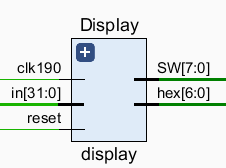 Display
clk190
SW[7:0]
in[31:0]
hex[6:0]
reset
display